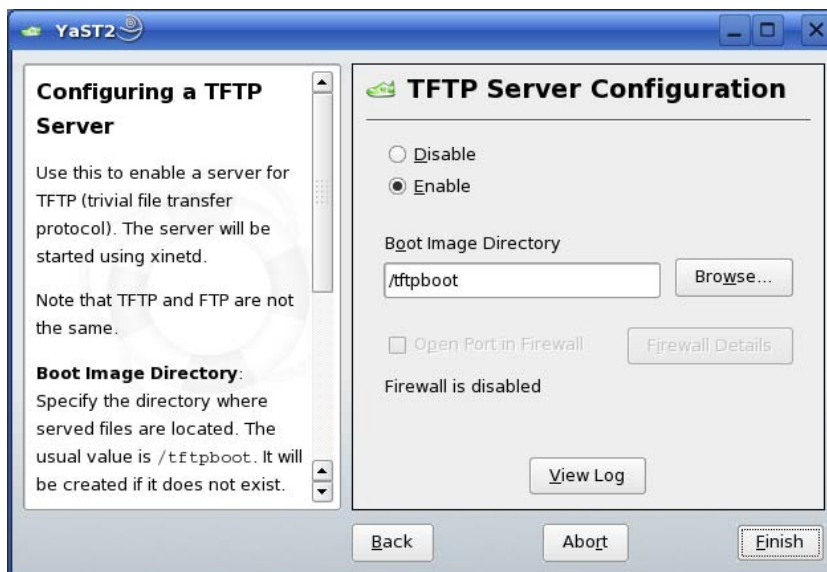 YaST2
Configuring a TFTP
Server
Use this to enable a server for
TFTP (trivial file transfer
protocol). The server will be
started using xinetd.
Note that TFTP and FTP are not
the same.
Boot Image Directory:
Specify the directory where
served files are located. The
usual value is /tftpboot. It will
be created if it does not exist.
TFTP Server Configuration
Disable
Enable
Boot Image Directory
/tftpboot
Browse...
Open Port in Firewall
Firewall Details
Firewall is disabled
View Log
Back
Abort
Finish